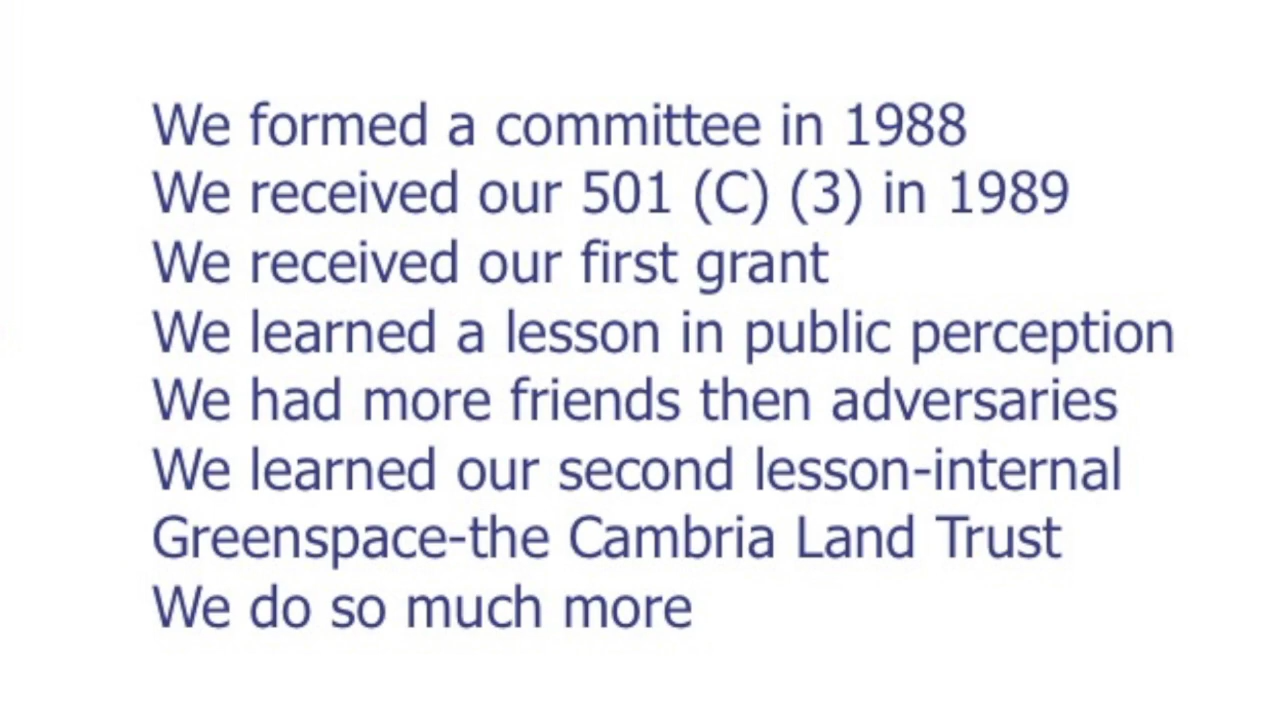 We formed a committee in 1988
We received our 501 (C) (3) in 1989
We received our first grant
We learned a lesson in public perception
We had more friends then adversaries
We learned our second lesson-internal
Greenspace-the Cambria Land Trust
We do so much more